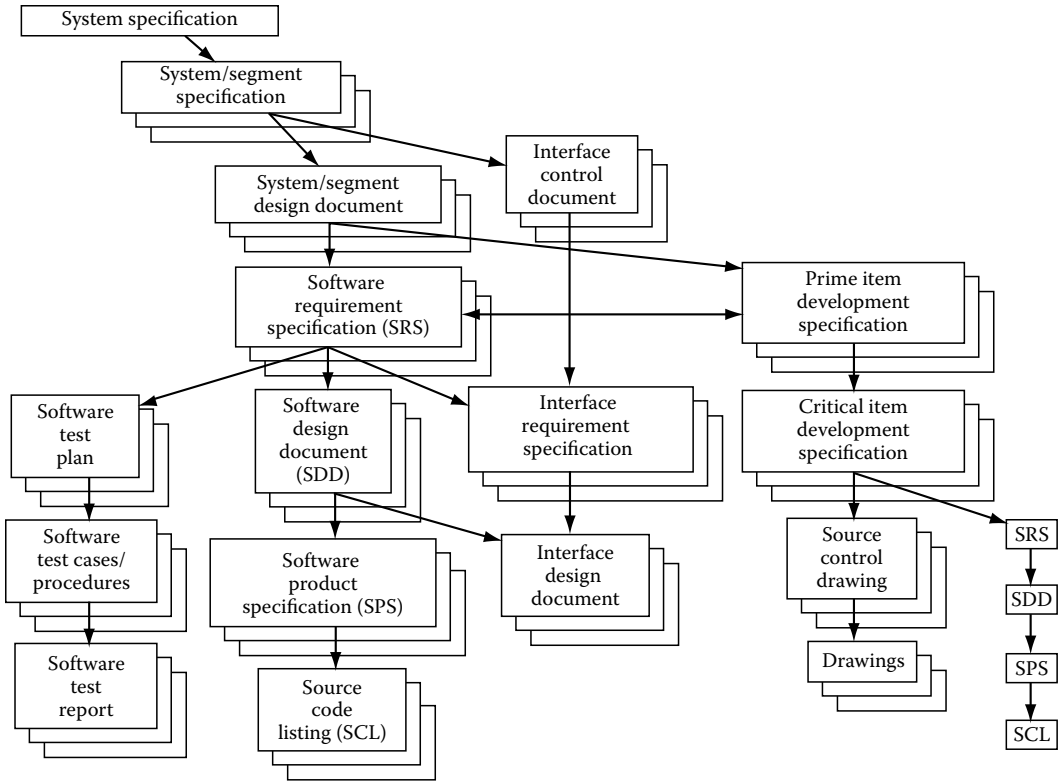 System specification
System/segment
specification
Interface
control
document
System/segment
design document
Software
requirement
specification (SRS)
Prime item
development
specification
Software
test
plan
Software
design
document
(SDD)
Interface
requirement
specification
Critical item
development
specification
Software
test cases/
procedures
Software
product
specification (SPS)
Interface
design
document
Source
control
drawing
SRS
SDD
Software
test
report
Source
code
listing (SCL)
Drawings
SPS
SCL